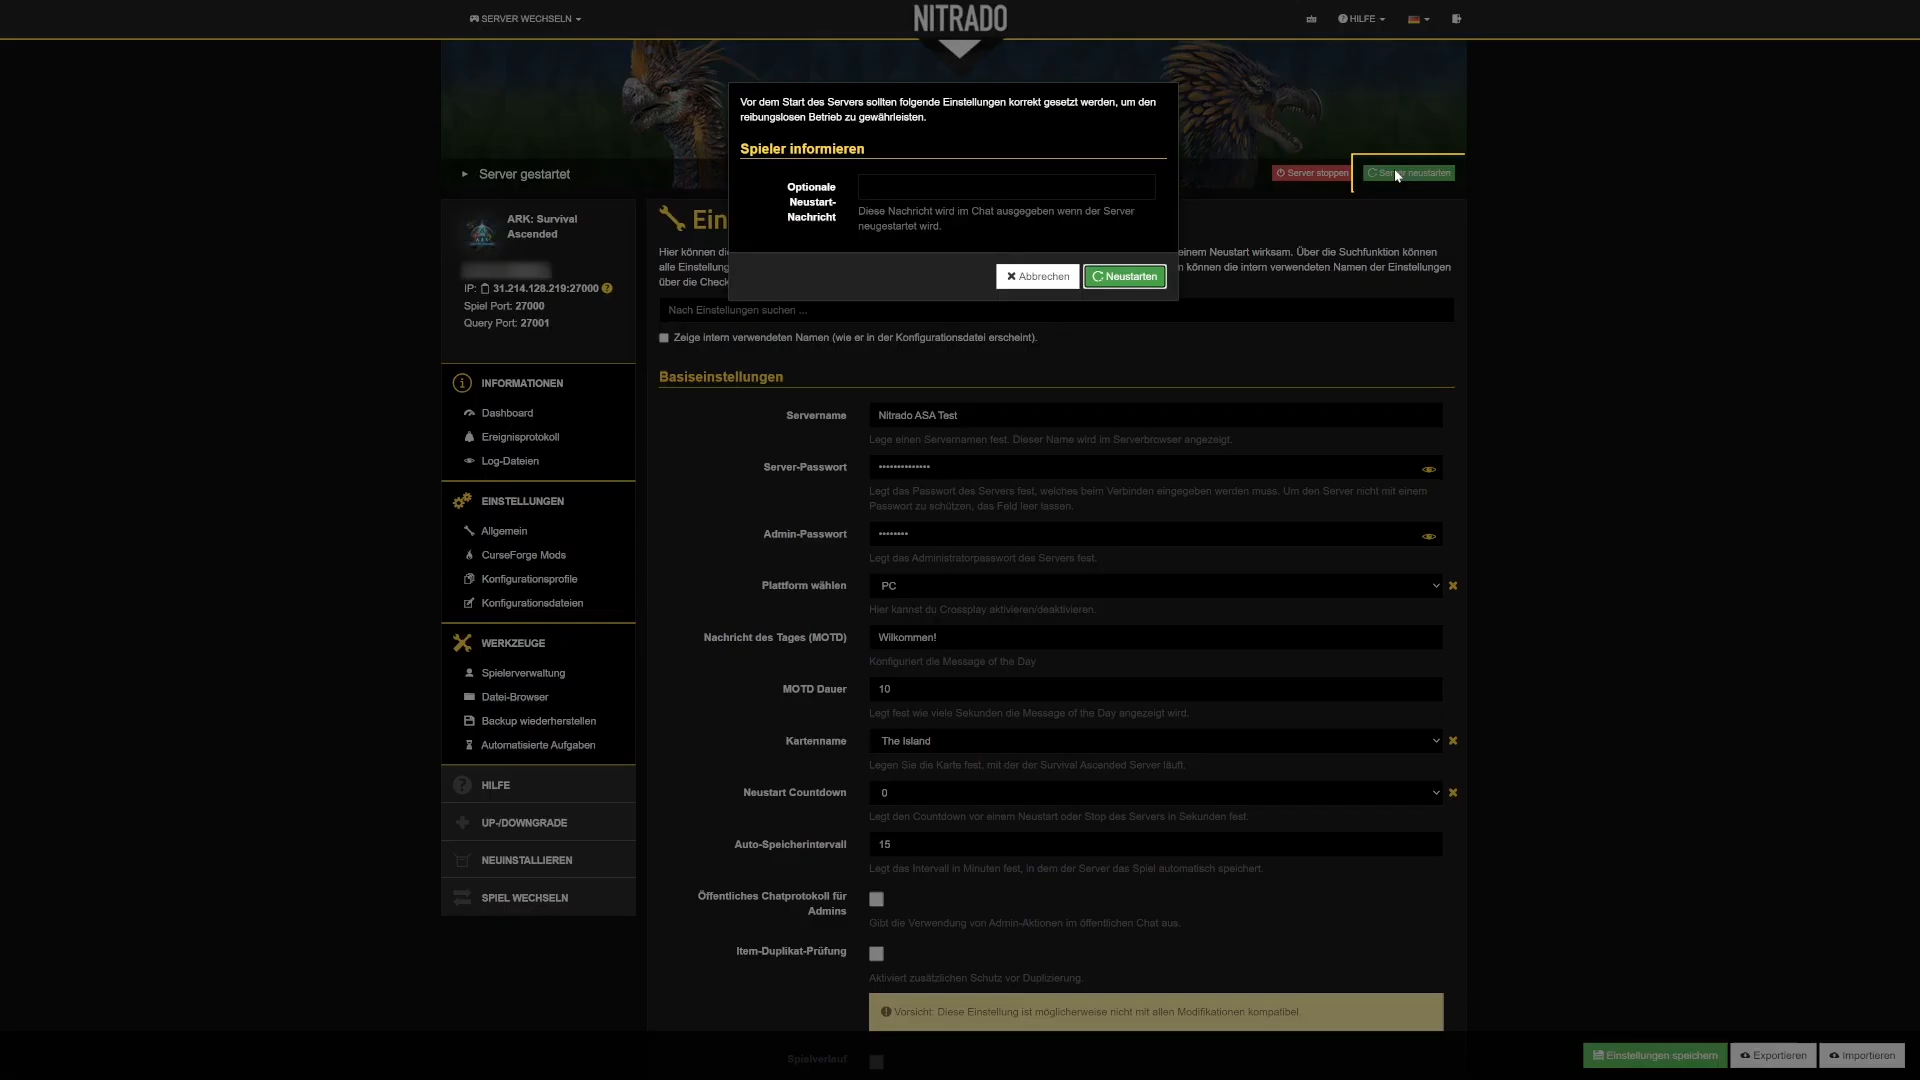 SERVER WECHSELN
NITRADO
HILFE
Vor dem Start des Servers sollten folgende Einstellungen korrekt gesetzt werden, um den
reibungslosen Betrieb zu gewährleisten.
Spieler informieren
Optionale
Neustart-
Nachricht
Diese Nachricht wird im Chat ausgegeben wenn der Server
neugestartet wird.
Abbrechen
Neustarten
Server gestartet
Server stoppen
Server neustarten
ARK: Survival
Ascended
IP: 31.214.128.219:27000
Spiel Port: 27000
Query Port: 27001
INFORMATIONEN
Dashboard
Ereignisprotokoll
Log-Dateien
EINSTELLUNGEN
Allgemein
CurseForge Mods
Konfigurationsprofile
Konfigurationsdateien
WERKZEUGE
Spielerverwaltung
Datei-Browser
Backup wiederherstellen
Automatisierte Aufgaben
HILFE
UP-/DOWNGRADE
NEUINSTALLIEREN
SPIEL WECHSELN
Ein
Hier können di einem Neustart wirksam. Über die Suchfunktion können
alle Einstellung n können die intern verwendeten Namen der Einstellungen
über die Check
Nach Einstellungen suchen ...
Zeige intern verwendeten Namen (wie er in der Konfigurationsdatei erscheint).
Basiseinstellungen
Servername
Nitrado ASA Test
Lege einen Servernamen fest. Dieser Name wird im Serverbrowser angezeigt.
Server-Passwort
••••••••••••••
Legt das Passwort des Servers fest, welches beim Verbinden eingegeben werden muss. Um den Server nicht mit einem
Passwort zu schützen, das Feld leer lassen.
Admin-Passwort
••••••••
Legt das Administratorpasswort des Servers fest.
Plattform wählen
PC
Hier kannst du Crossplay aktivieren/deaktivieren.
Nachricht des Tages (MOTD)
Wilkommen!
Konfiguriert die Message of the Day
MOTD Dauer
10
Legt fest wie viele Sekunden die Message of the Day angezeigt wird.
Kartenname
The Island
Legen Sie die Karte fest, mit der der Survival Ascended Server läuft.
Neustart Countdown
0
Legt den Countdown vor einem Neustart oder Stop des Servers in Sekunden fest.
Auto-Speicherintervall
15
Legt das Intervall in Minuten fest, in dem der Server das Spiel automatisch speichert.
Öffentliches Chatprotokoll für
Admins
Gibt die Verwendung von Admin-Aktionen im öffentlichen Chat aus.
Item-Duplikat-Prüfung
Aktiviert zusätzlichen Schutz vor Duplizierung.
Vorsicht: Diese Einstellung ist möglicherweise nicht mit allen Modifikationen kompatibel.
Spielverlauf
Einstellungen speichern
Exportieren
Importieren